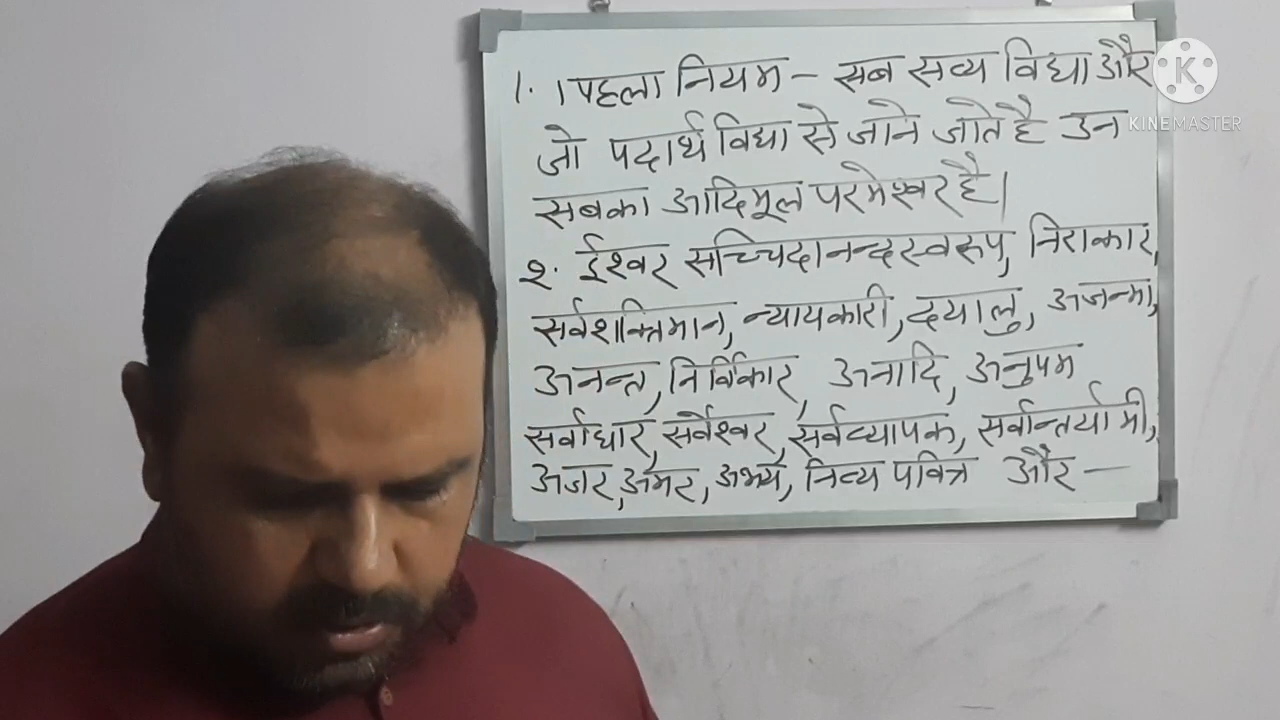 १. पहला नियम - सब सत्य विद्या और
जो पदार्थ विद्या से जाने जाते है उन
सबका आदिमूल परमेश्वर है।
२. ईश्वर सच्चिदानन्दस्वरूप, निराकार,
सर्वशक्तिमान, न्यायकारी, दयालु, अजन्मा,
अनन्त, निर्विकार, अनादि, अनुपम
सर्वाधार, सर्वेश्वर, सर्वव्यापक, सर्वान्तर्यामी,
अजर, अमर, अभय, नित्य पवित्र और -
K
KINEMASTER